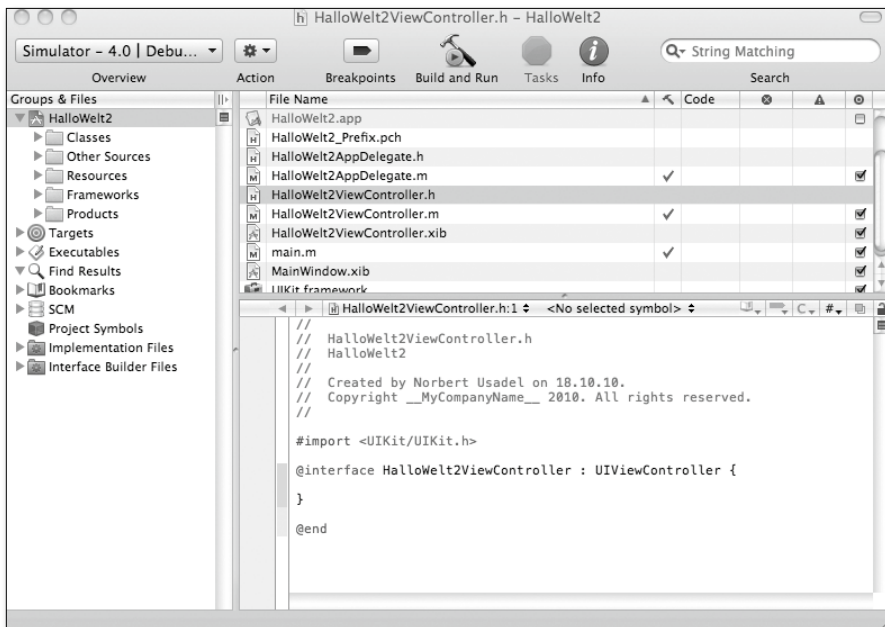 HalloWelt2ViewController.h – HalloWelt2
Simulator – 4.0 | Debu...
String Matching
Overview Action Breakpoints Build and Run Tasks Info Search
Groups & Files
File Name Code
HalloWelt2
Classes
Other Sources
Resources
Frameworks
Products
Targets
Executables
Find Results
Bookmarks
SCM
Project Symbols
Implementation Files
Interface Builder Files
HalloWelt2.app
HalloWelt2_Prefix.pch
HalloWelt2AppDelegate.h
HalloWelt2AppDelegate.m
HalloWelt2ViewController.h
HalloWelt2ViewController.m
HalloWelt2ViewController.xib
main.m
MainWindow.xib
UIKit.framework
HalloWelt2ViewController.h:1 <No selected symbol> C #
//
// HalloWelt2ViewController.h
// HalloWelt2
//
// Created by Norbert Usadel on 18.10.10.
// Copyright __MyCompanyName__ 2010. All rights reserved.
//
#import <UIKit/UIKit.h>
@interface HalloWelt2ViewController : UIViewController {
}
@end